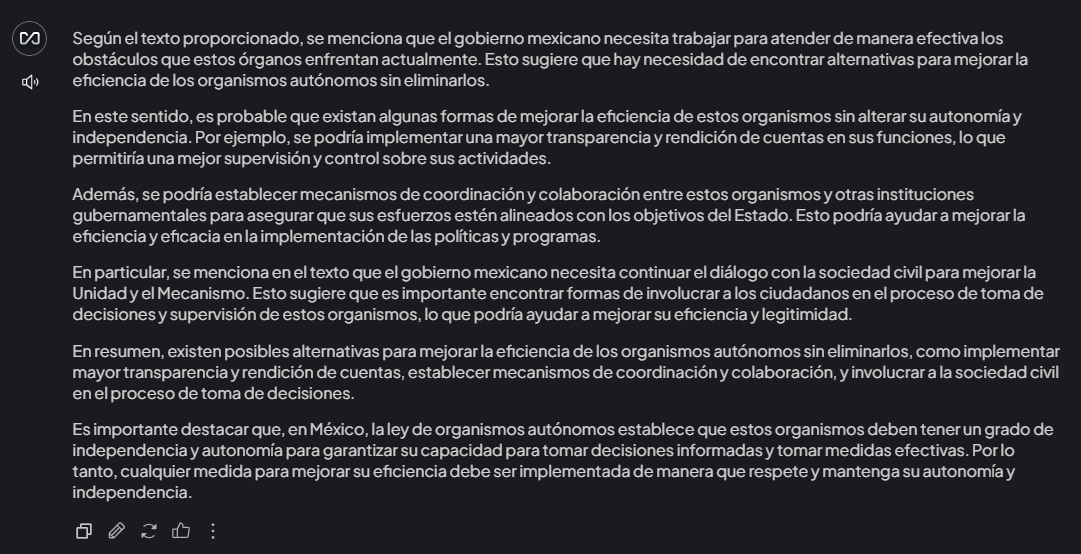 Según el texto proporcionado, se menciona que el gobierno mexicano necesita trabajar para atender de manera efectiva los
obstáculos que estos órganos enfrentan actualmente. Esto sugiere que hay necesidad de encontrar alternativas para mejorar la
eficiencia de los organismos autónomos sin eliminarlos.
En este sentido, es probable que existan algunas formas de mejorar la eficiencia de estos organismos sin alterar su autonomía y
independencia. Por ejemplo, se podría implementar una mayor transparencia y rendición de cuentas en sus funciones, lo que
permitiría una mejor supervisión y control sobre sus actividades.
Además, se podría establecer mecanismos de coordinación y colaboración entre estos organismos y otras instituciones
gubernamentales para asegurar que sus esfuerzos estén alineados con los objetivos del Estado. Esto podría ayudar a mejorar la
eficiencia y eficacia en la implementación de las políticas y programas.
En particular, se menciona en el texto que el gobierno mexicano necesita continuar el diálogo con la sociedad civil para mejorar la
Unidad y el Mecanismo. Esto sugiere que es importante encontrar formas de involucrar a los ciudadanos en el proceso de toma de
decisiones y supervisión de estos organismos, lo que podría ayudar a mejorar su eficiencia y legitimidad.
En resumen, existen posibles alternativas para mejorar la eficiencia de los organismos autónomos sin eliminarlos, como implementar
mayor transparencia y rendición de cuentas, establecer mecanismos de coordinación y colaboración, y involucrar a la sociedad civil
en el proceso de toma de decisiones.
Es importante destacar que, en México, la ley de organismos autónomos establece que estos organismos deben tener un grado de
independencia y autonomía para garantizar su capacidad para tomar decisiones informadas y tomar medidas efectivas. Por lo
tanto, cualquier medida para mejorar su eficiencia debe ser implementada de manera que respete y mantenga su autonomía y
independencia.